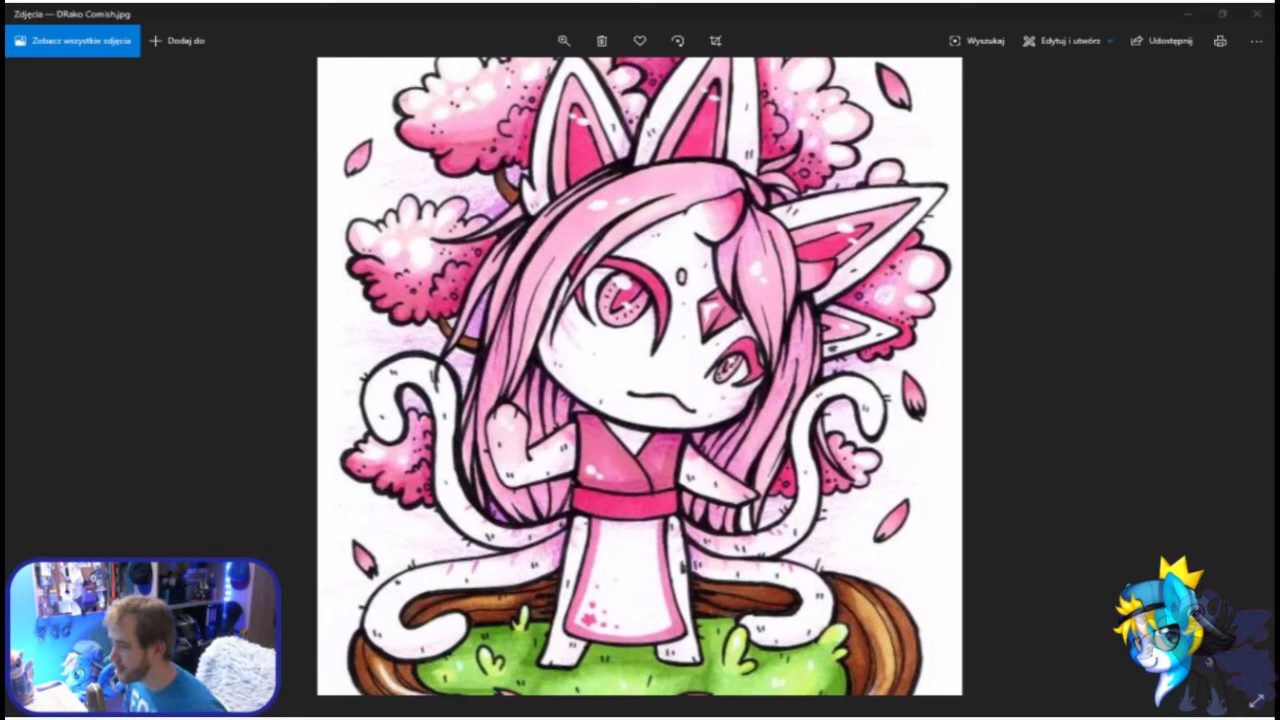 Zdjęcia — DRako Comish.jpg
Zobacz wszystkie zdjęcia
Dodaj do
Wyszukaj
Edytuj i utwórz
Udostępnij